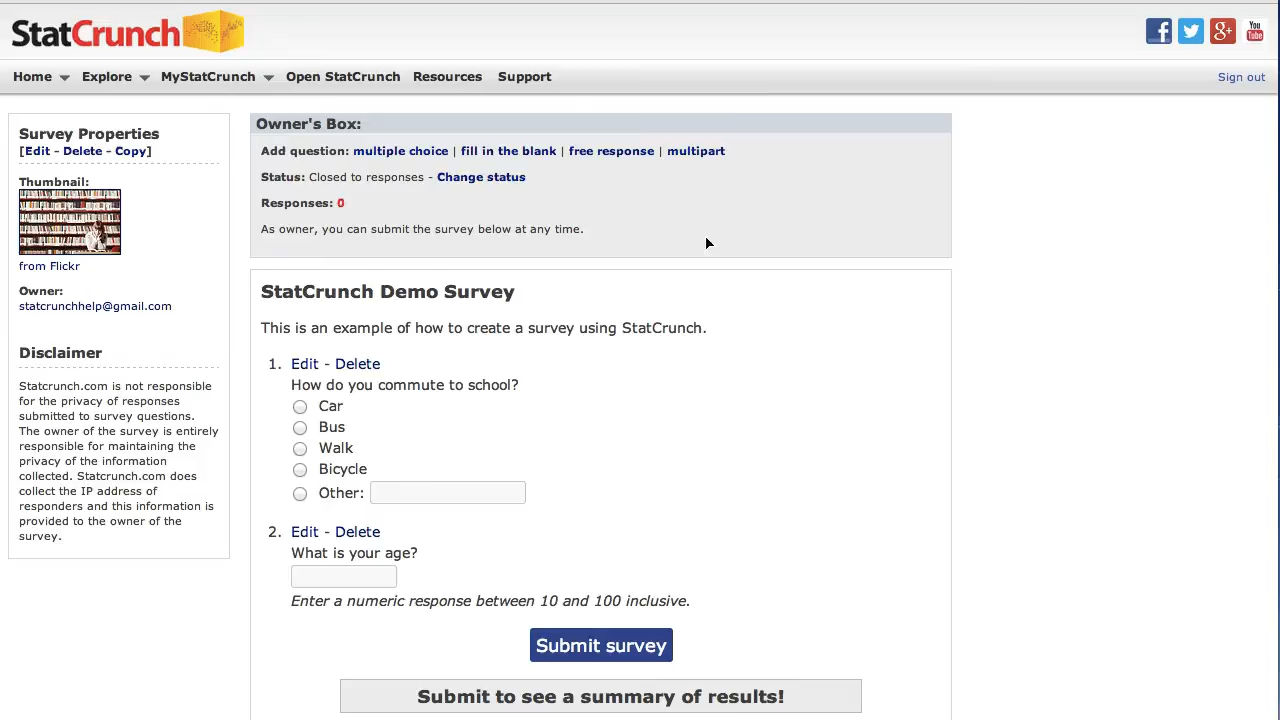 StatCrunch
You
Tube
Home Explore MyStatCrunch Open StatCrunch Resources Support
Sign out
Survey Properties
[Edit - Delete - Copy]
Thumbnail:
from Flickr
Owner:
statcrunchhelp@gmail.com
Disclaimer
Statcrunch.com is not responsible
for the privacy of responses
submitted to survey questions.
The owner of the survey is entirely
responsible for maintaining the
privacy of the information
collected. Statcrunch.com does
collect the IP address of
responders and this information is
provided to the owner of the
survey.
Owner's Box:
Add question: multiple choice | fill in the blank | free response | multipart
Status: Closed to responses - Change status
Responses: 0
As owner, you can submit the survey below at any time.
StatCrunch Demo Survey
This is an example of how to create a survey using StatCrunch.
1. Edit - Delete
How do you commute to school?
Car
Bus
Walk
Bicycle
Other:
2. Edit - Delete
What is your age?
Enter a numeric response between 10 and 100 inclusive.
Submit survey
Submit to see a summary of results!